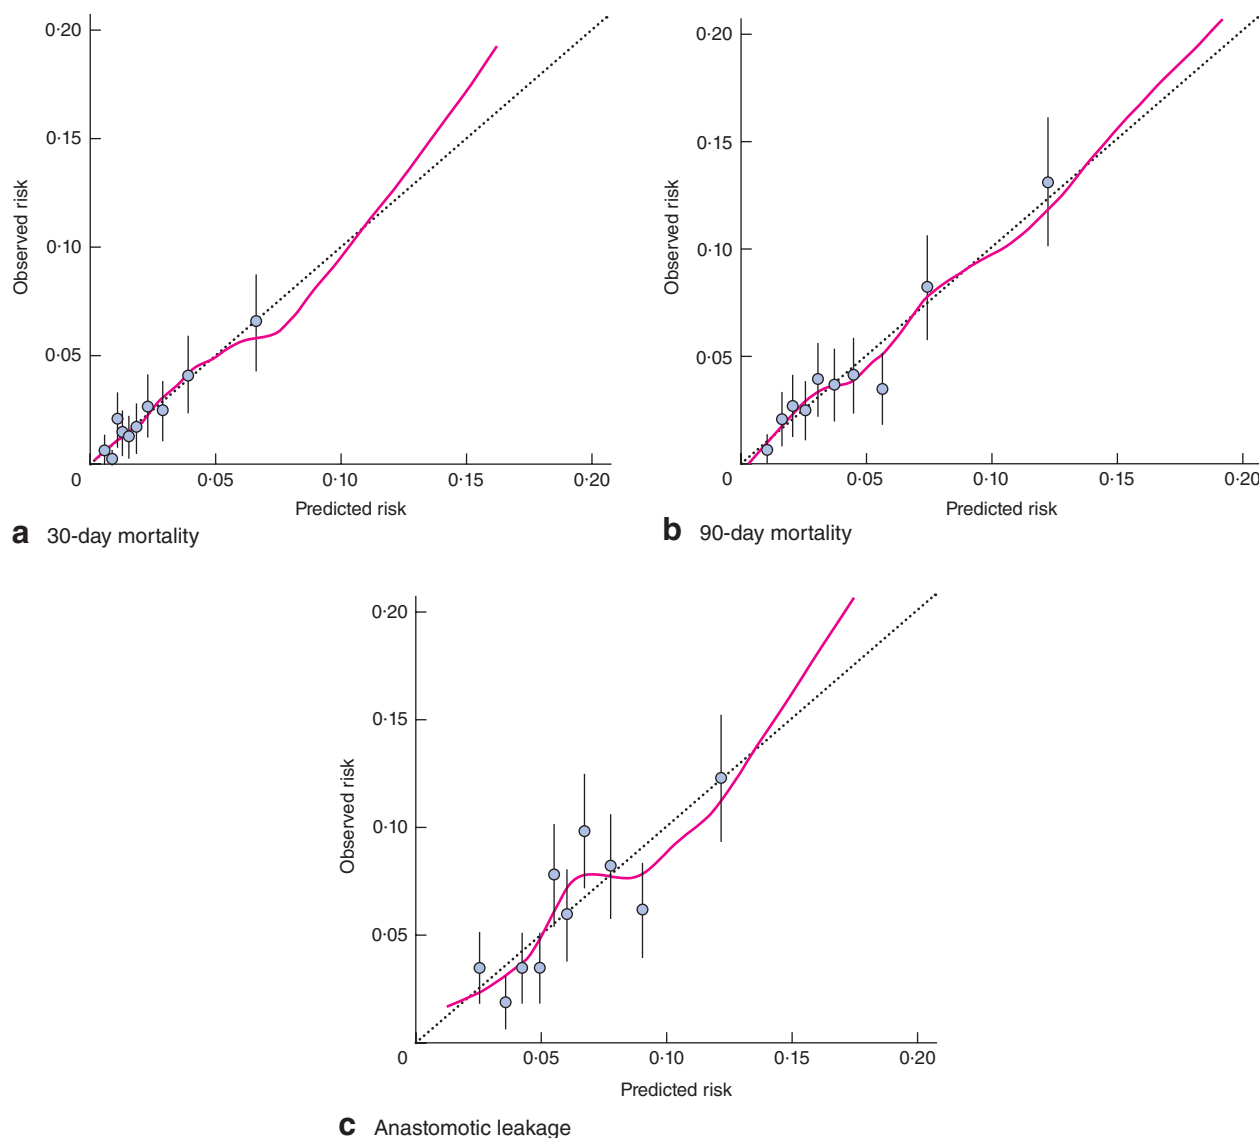 0·20
0·15
0·10
0·05
Observed risk
0 0·05 0·10 0·15 0·20
Predicted risk
a 30-day mortality
0·20
0·15
0·10
0·05
Observed risk
0 0·05 0·10 0·15 0·20
Predicted risk
b 90-day mortality
0·20
0·15
0·10
0·05
Observed risk
0 0·05 0·10 0·15 0·20
Predicted risk
c Anastomotic leakage